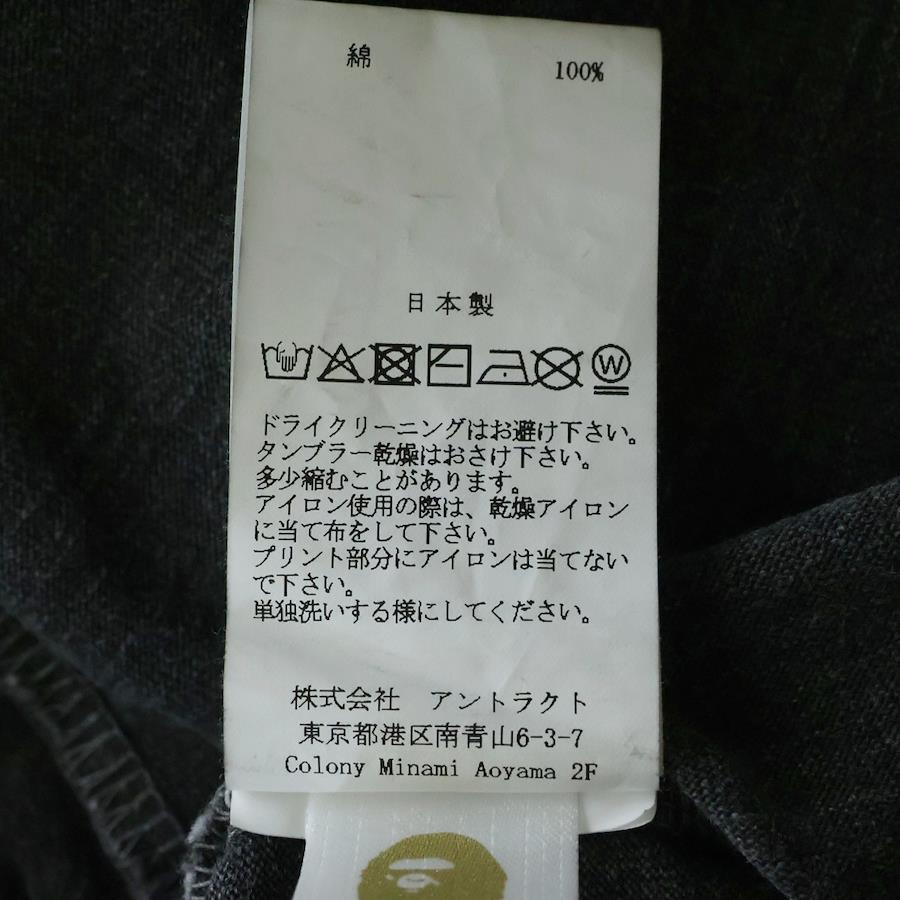 綿 100%
日本製
W
ドライクリーニングはお避け下さい。
タンブラー乾燥はおさけ下さい。
多少縮むことがあります。
アイロン使用の際は、乾燥アイロン
に当て布をして下さい。
プリント部分にアイロンは当てない
で下さい。
単独洗いする様にしてください。
株式会社 アントラクト
東京都港区南青山6-3-7
Colony Minami Aoyama 2F